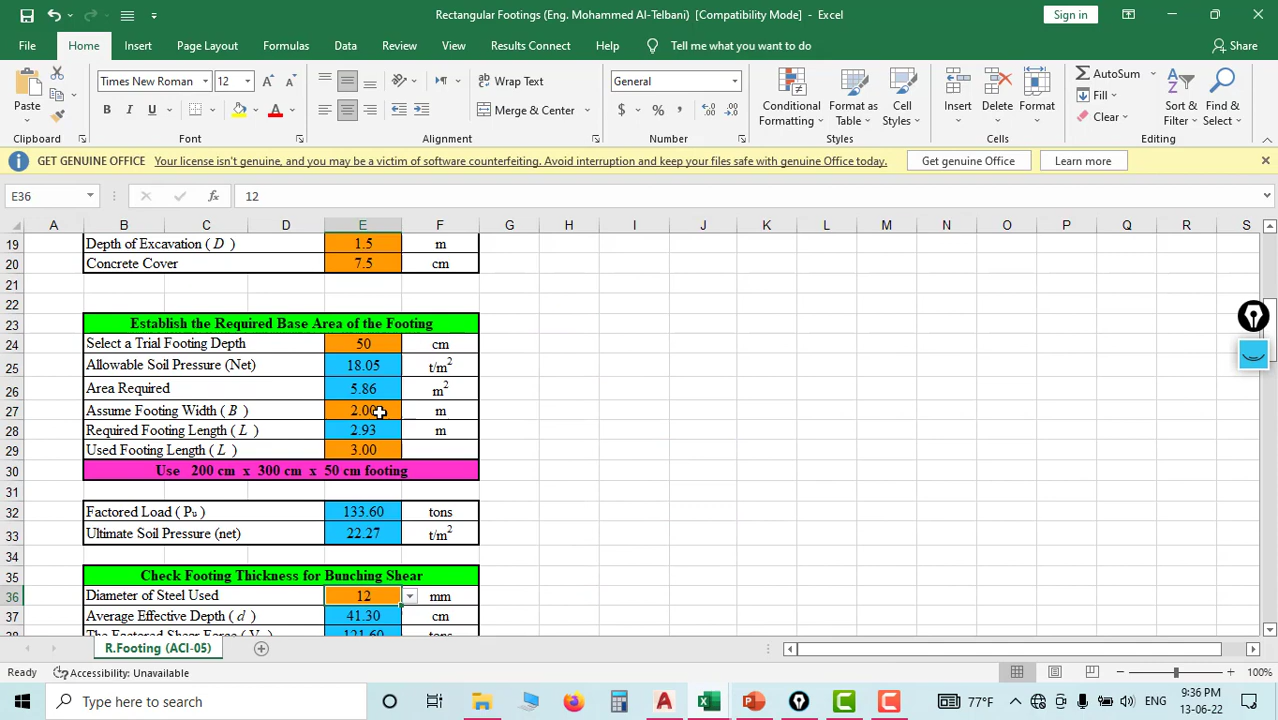 Rectangular Footings (Eng. Mohammed Al-Telbani) [Compatibility Mode] - Excel
Sign in
File Home Insert Page Layout Formulas Data Review View Results Connect Help Tell me what you want to do Share
Paste
Times New Roman 12
B I U
Wrap Text
Merge & Center
General
$ % ,
Conditional Formatting
Format as Table
Cell Styles
Insert
Delete
Format
AutoSum
Fill
Clear
Sort & Filter
Find & Select
Clipboard Font Alignment Number Styles Cells Editing
GET GENUINE OFFICE Your license isn't genuine, and you may be a victim of software counterfeiting. Avoid interruption and keep your files safe with genuine Office today. Get genuine Office Learn more
E36 fx 12
A B C D E F G H I J K L M N O P Q R S
19 Depth of Excavation ( D ) 1.5 m
20 Concrete Cover 7.5 cm
21
22
23 Establish the Required Base Area of the Footing
24 Select a Trial Footing Depth 50 cm
25 Allowable Soil Pressure (Net) 18.05 t/m2
26 Area Required 5.86 m2
27 Assume Footing Width ( B ) 2.00 m
28 Required Footing Length ( L ) 2.93 m
29 Used Footing Length ( L ) 3.00
30 Use 200 cm x 300 cm x 50 cm footing
31
32 Factored Load ( Pu ) 133.60 tons
33 Ultimate Soil Pressure (net) 22.27 t/m2
34
35 Check Footing Thickness for Bunching Shear
36 Diameter of Steel Used 12 mm
37 Average Effective Depth ( d ) 41.30 cm
38 The Factored Shear Force ( V 121.60 tons
R.Footing (ACI-05)
Ready Accessibility: Unavailable 100%
Type here to search
77°F ENG 9:36 PM
13-06-22